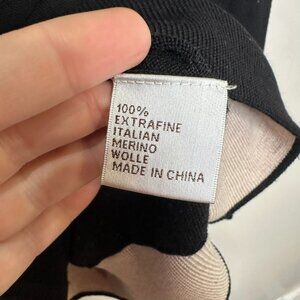 100%
EXTRAFINE
ITALIAN
MERINO
WOLLE
MADE IN CHINA